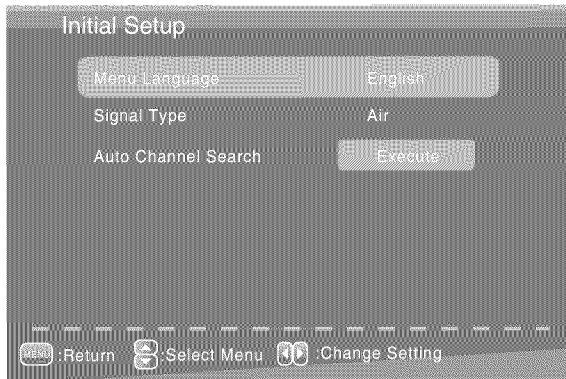 Initial Setup
Menu Language English
Signal Type Air
Auto Channel Search Execute
MENU :Return :Select Menu :Change Setting